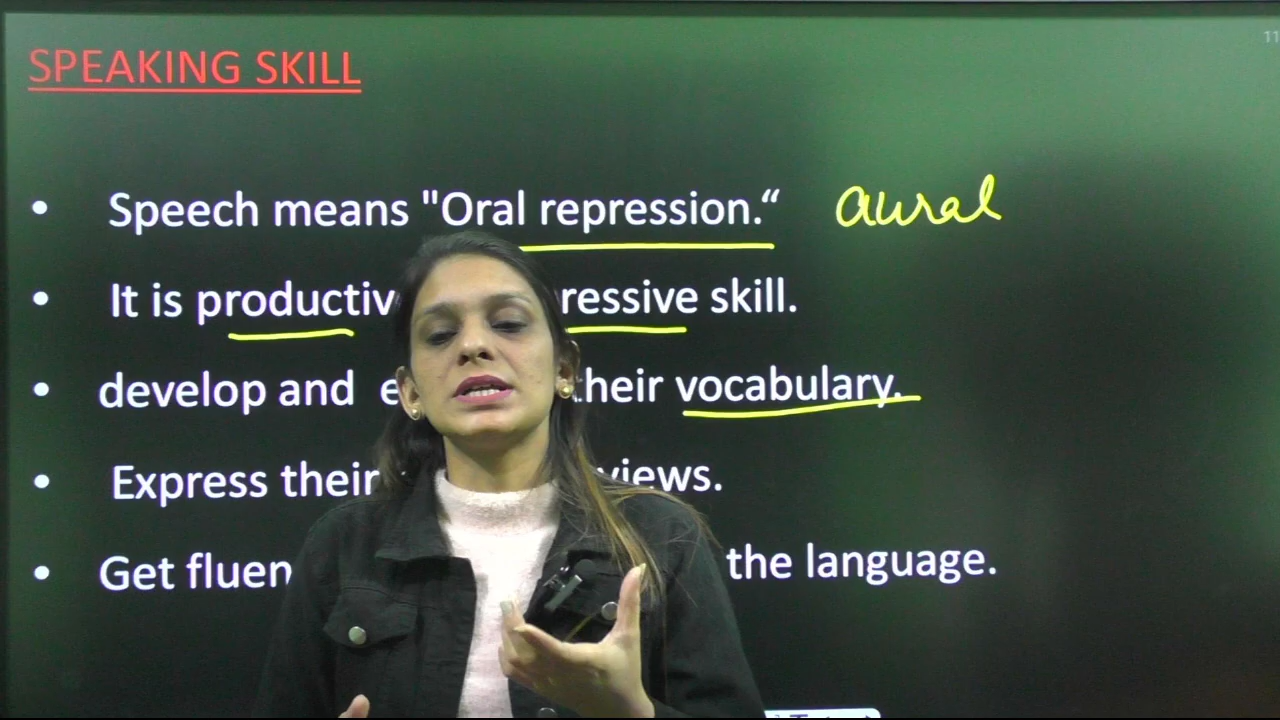 11
SPEAKING SKILL
• Speech means "Oral repression.“ aural
• It is productiv ressive skill.
• develop and e their vocabulary.
• Express their views.
• Get fluen the language.